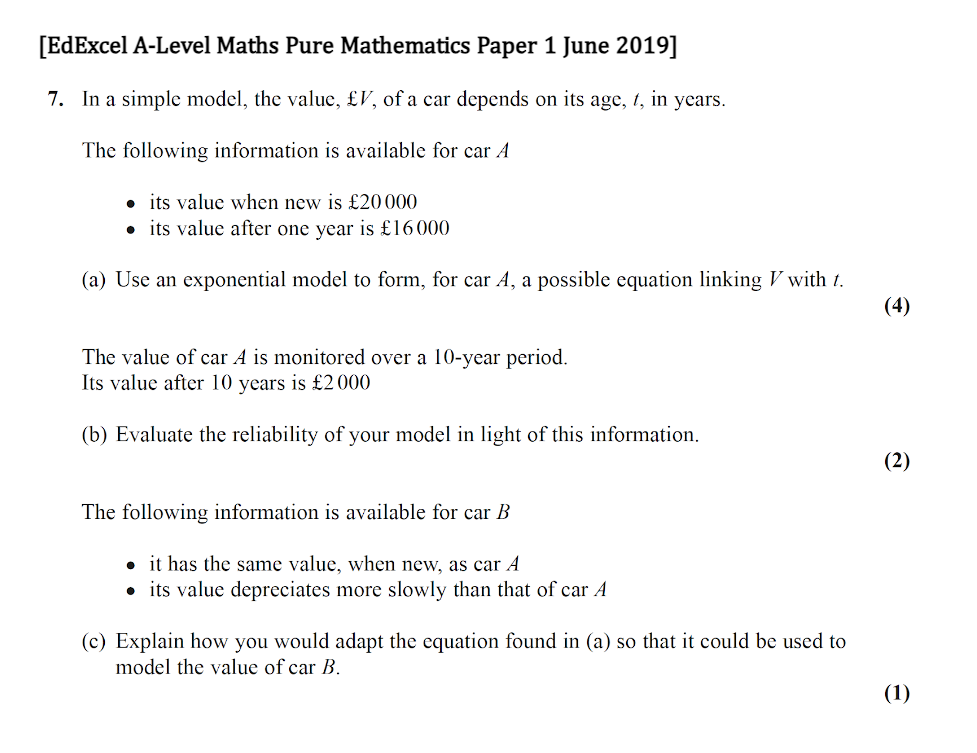 [EdExcel A-Level Maths Pure Mathematics Paper 1 June 2019]
7. In a simple model, the value, £V, of a car depends on its age, t, in years.
The following information is available for car A
• its value when new is £20 000
• its value after one year is £16 000
(a) Use an exponential model to form, for car A, a possible equation linking V with t.
(4)
The value of car A is monitored over a 10-year period.
Its value after 10 years is £2 000
(b) Evaluate the reliability of your model in light of this information.
(2)
The following information is available for car B
• it has the same value, when new, as car A
• its value depreciates more slowly than that of car A
(c) Explain how you would adapt the equation found in (a) so that it could be used to
model the value of car B.
(1)